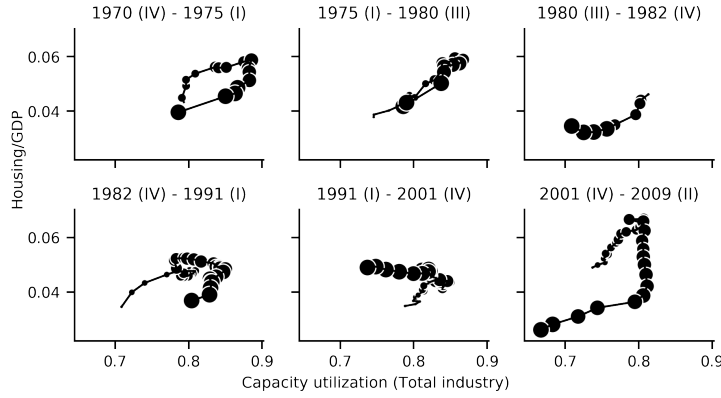 1970 (IV) - 1975 (I)
1975 (I) - 1980 (III)
1980 (III) - 1982 (IV)
0.06
0.04
Housing/GDP
1982 (IV) - 1991 (I)
1991 (I) - 2001 (IV)
2001 (IV) - 2009 (II)
0.06
0.04
0.7 0.8 0.9
0.7 0.8 0.9
0.7 0.8 0.9
Capacity utilization (Total industry)